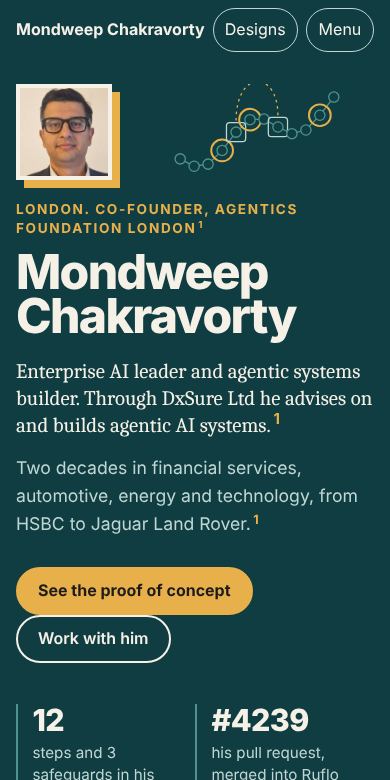 Mondweep Chakravorty Designs Menu
LONDON. CO-FOUNDER, AGENTICS
FOUNDATION LONDON 1
Mondweep
Chakravorty
Enterprise AI leader and agentic systems
builder. Through DxSure Ltd he advises on
and builds agentic AI systems. 1
Two decades in financial services,
automotive, energy and technology, from
HSBC to Jaguar Land Rover. 1
See the proof of concept
Work with him
12
steps and 3
safeguards in his
#4239
his pull request,
merged into Ruflo